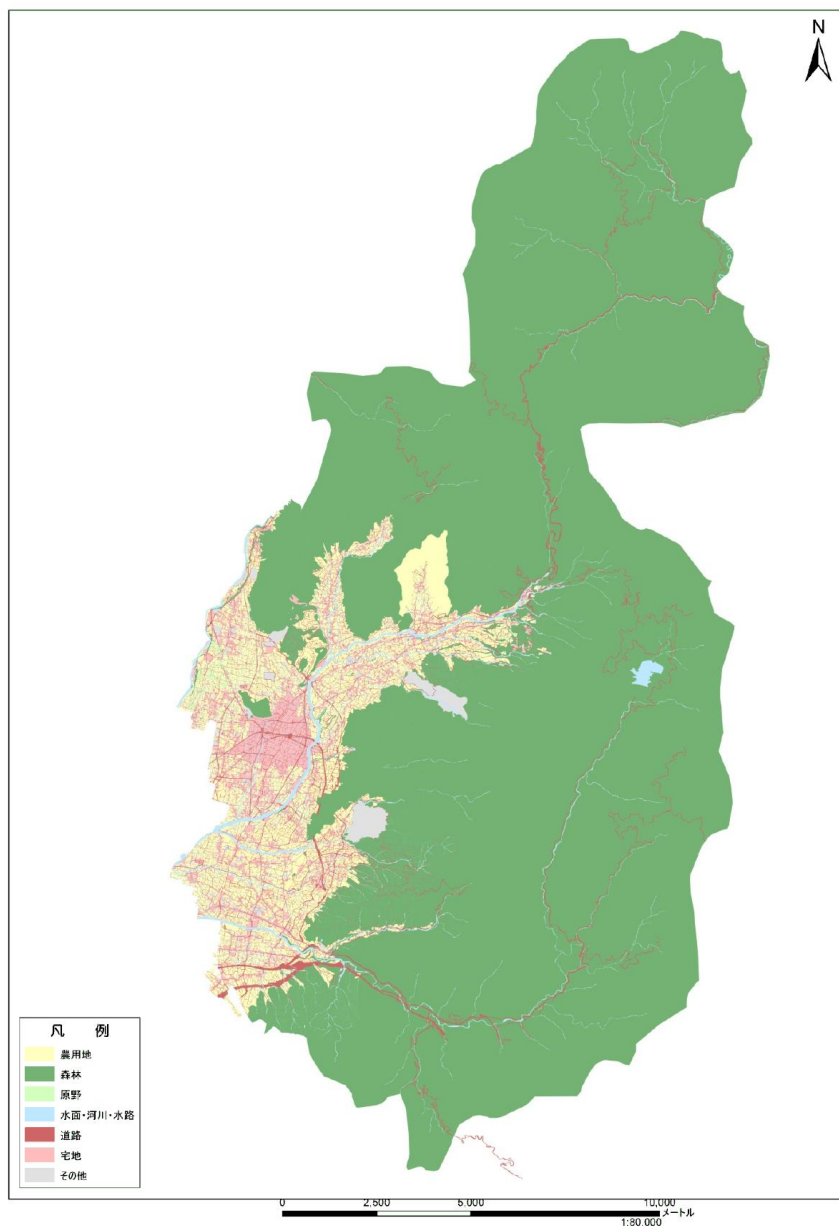 N
凡 例
農用地
森林
原野
水面・河川・水路
道路
宅地
その他
0 2,500 5,000 10,000
メートル
1:80,000